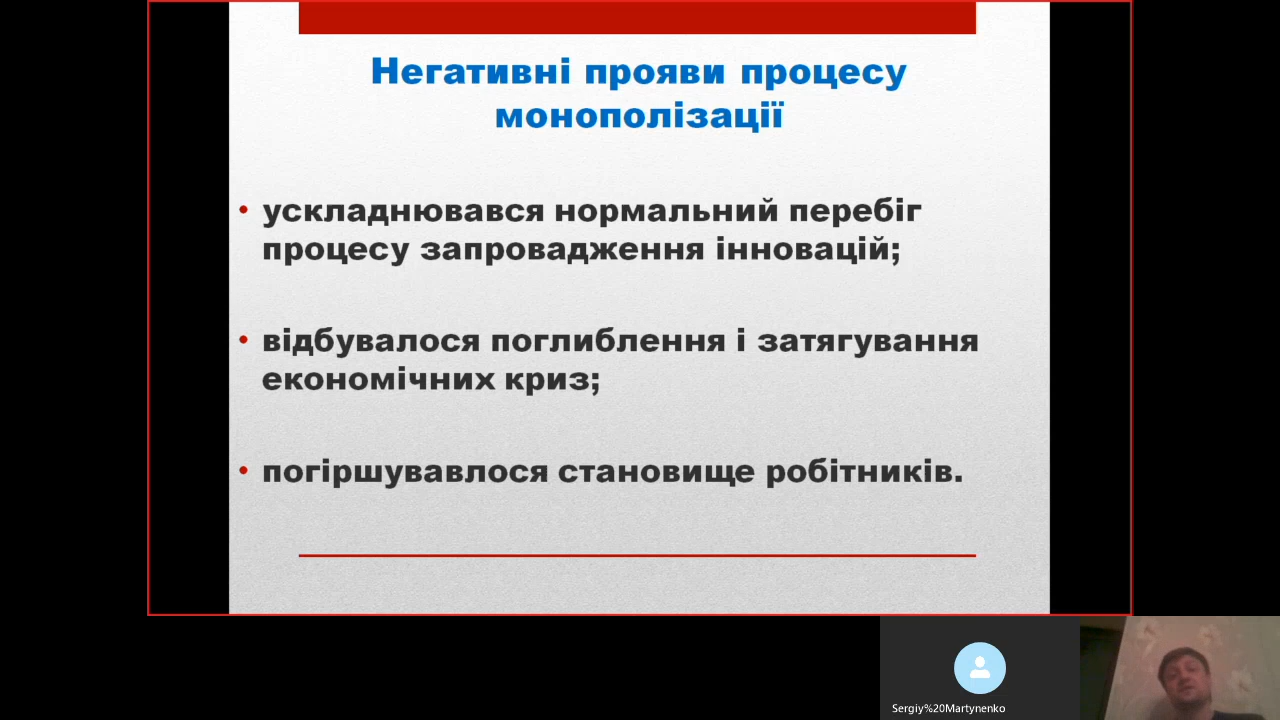 Негативні прояви процесу
монополізації
• ускладнювався нормальний перебіг
процесу запровадження інновацій;
• відбувалося поглиблення і затягування
економічних криз;
• погіршувавлося становище робітників.
Sergiy%20Martynenko